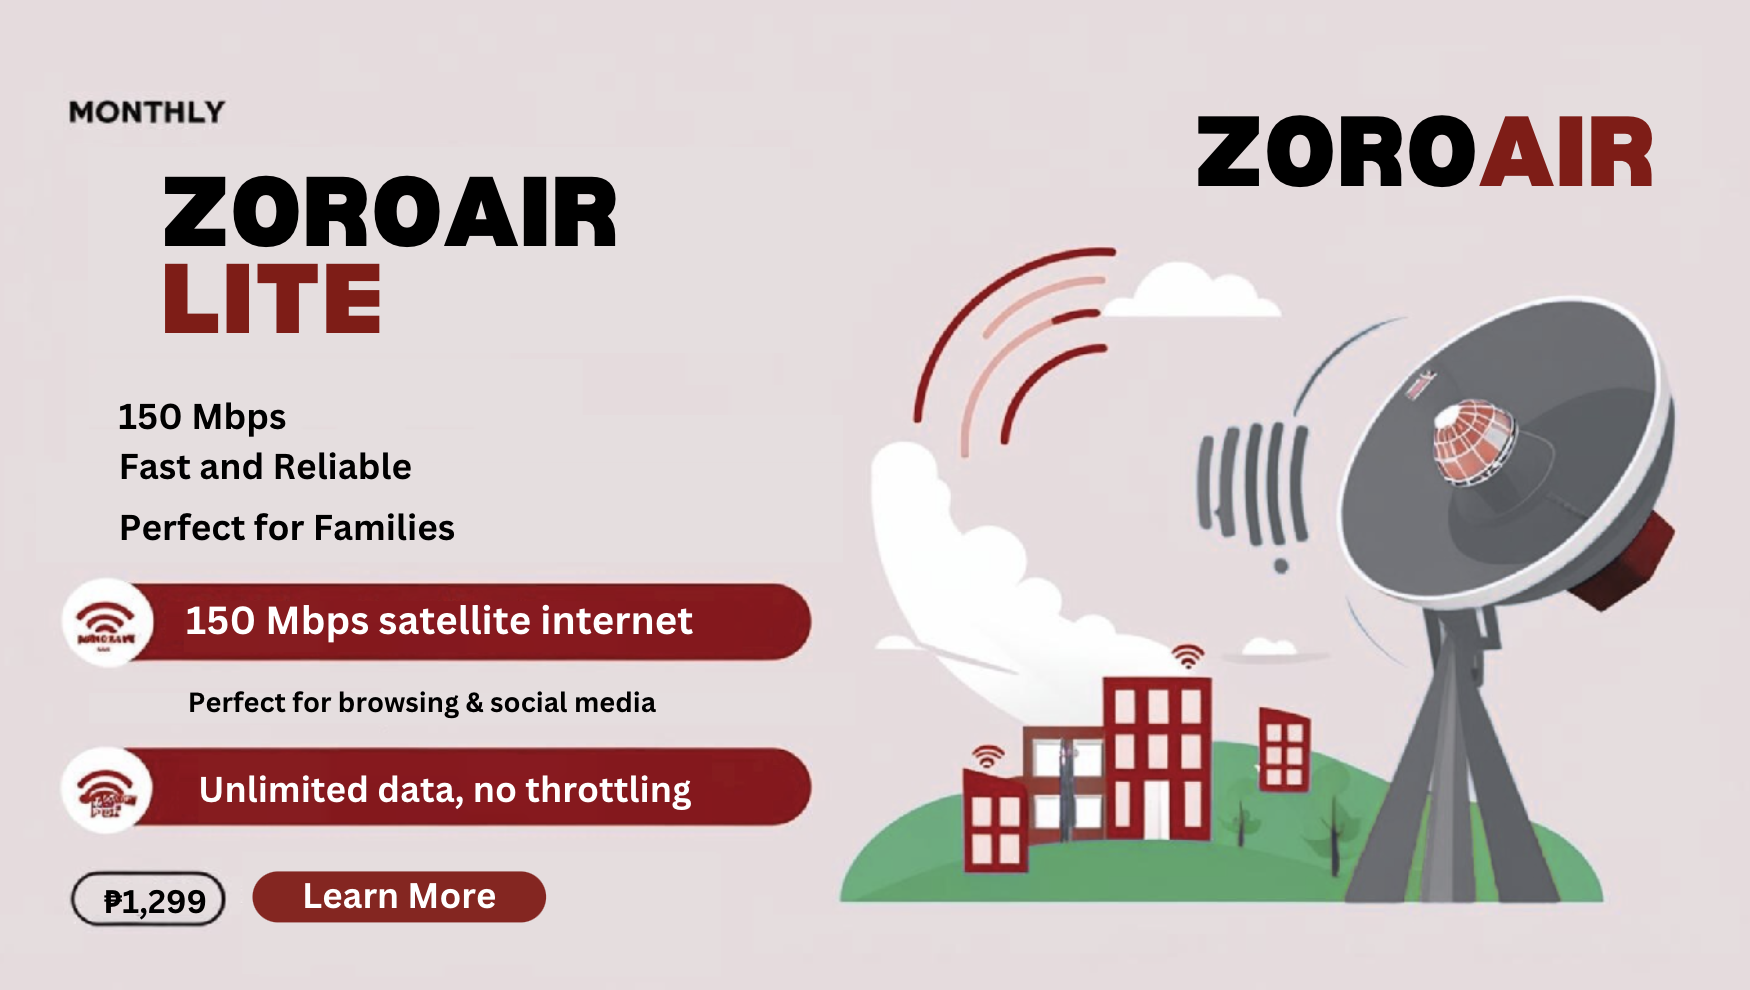 MONTHLY
ZOROAIR
LITE
ZOROAIR
150 Mbps
Fast and Reliable
Perfect for Families
150 Mbps satellite internet
Perfect for browsing & social media
Unlimited data, no throttling
₱1,299
Learn More